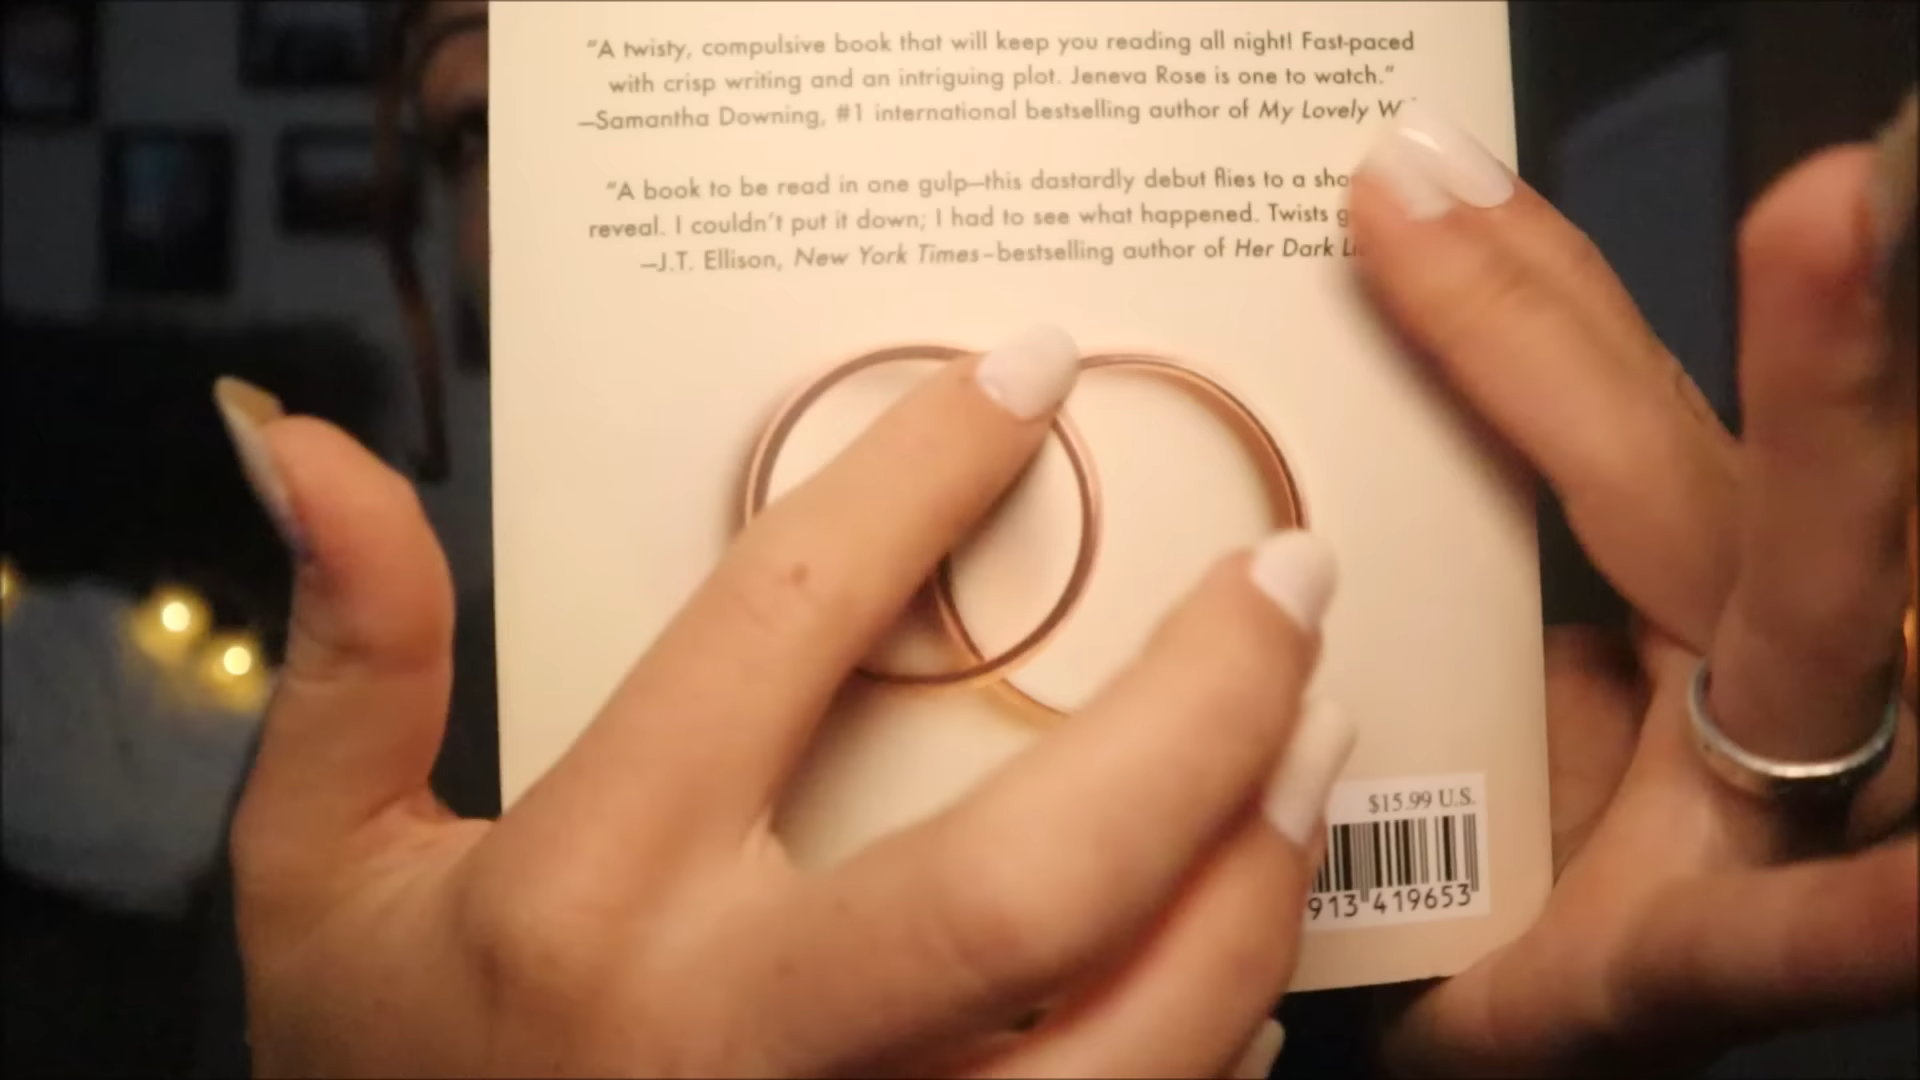 “A twisty, compulsive book that will keep you reading all night! Fast-paced
with crisp writing and an intriguing plot. Jeneva Rose is one to watch.”
—Samantha Downing, #1 international bestselling author of My Lovely
“A book to be read in one gulp—this dastardly debut flies to a
reveal. I couldn’t put it down; I had to see what happened. Twists
—J.T. Ellison, New York Times–bestselling author of Her Dark
$15.99 U.S.
913 419653